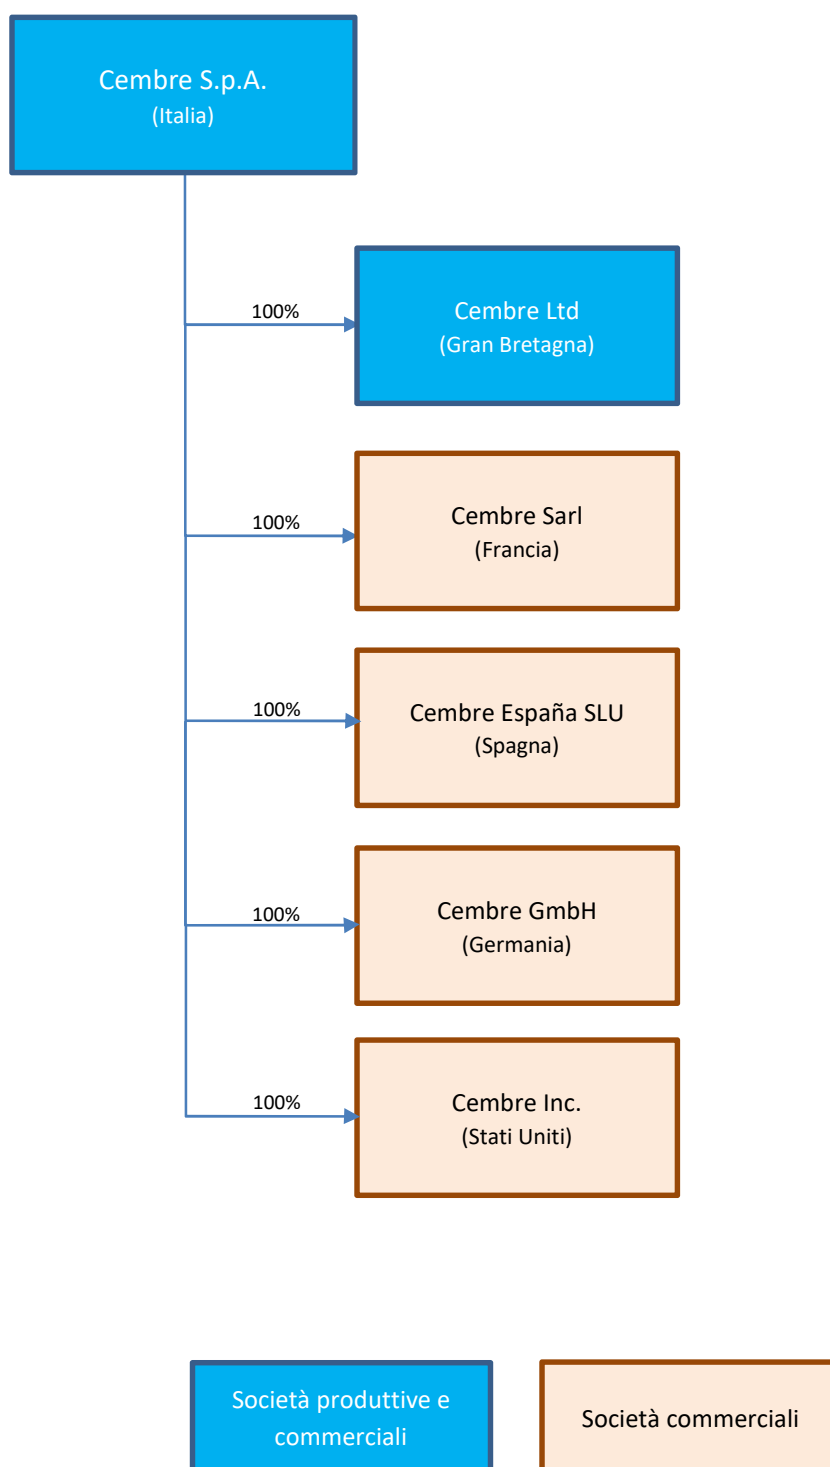 Cembre S.p.A.
(Italia)
100%
Cembre Ltd
(Gran Bretagna)
100%
Cembre Sarl
(Francia)
100%
Cembre España SLU
(Spagna)
100%
Cembre GmbH
(Germania)
100%
Cembre Inc.
(Stati Uniti)
Società produttive e
commerciali
Società commerciali